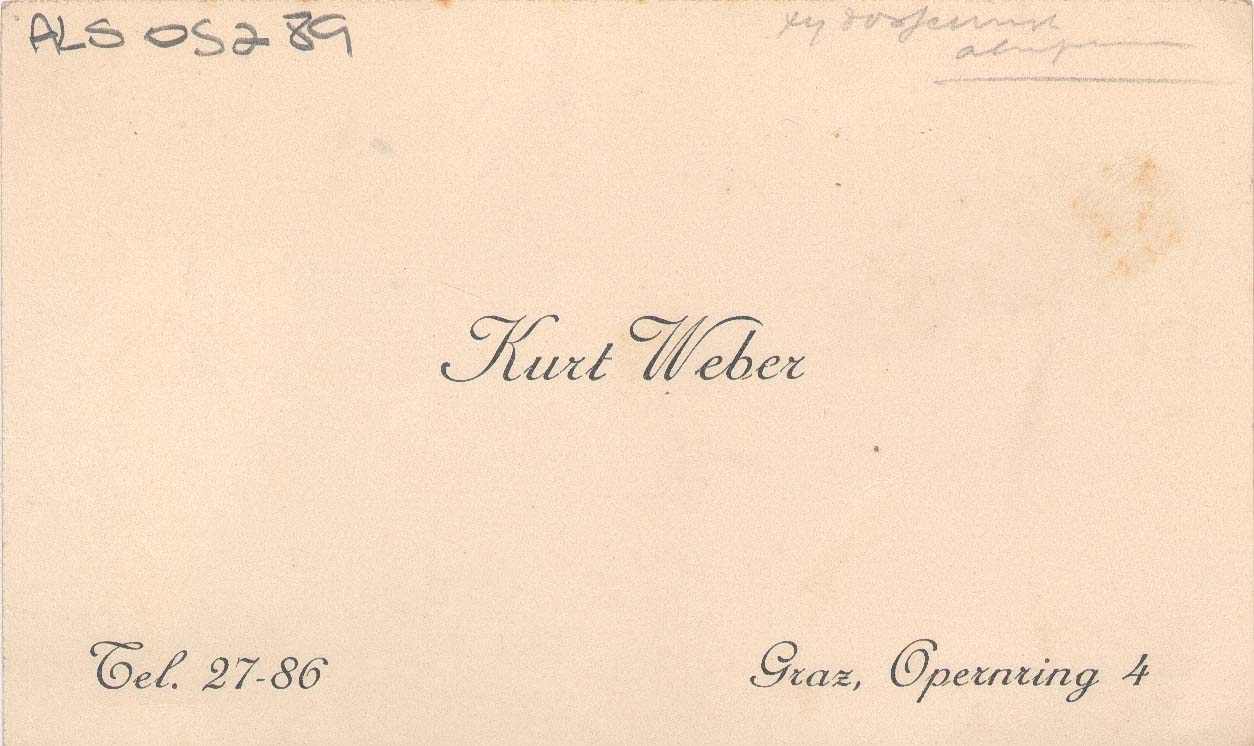 ALS 05289
Kurt Weber
Tel. 27-86
Graz, Opernring 4